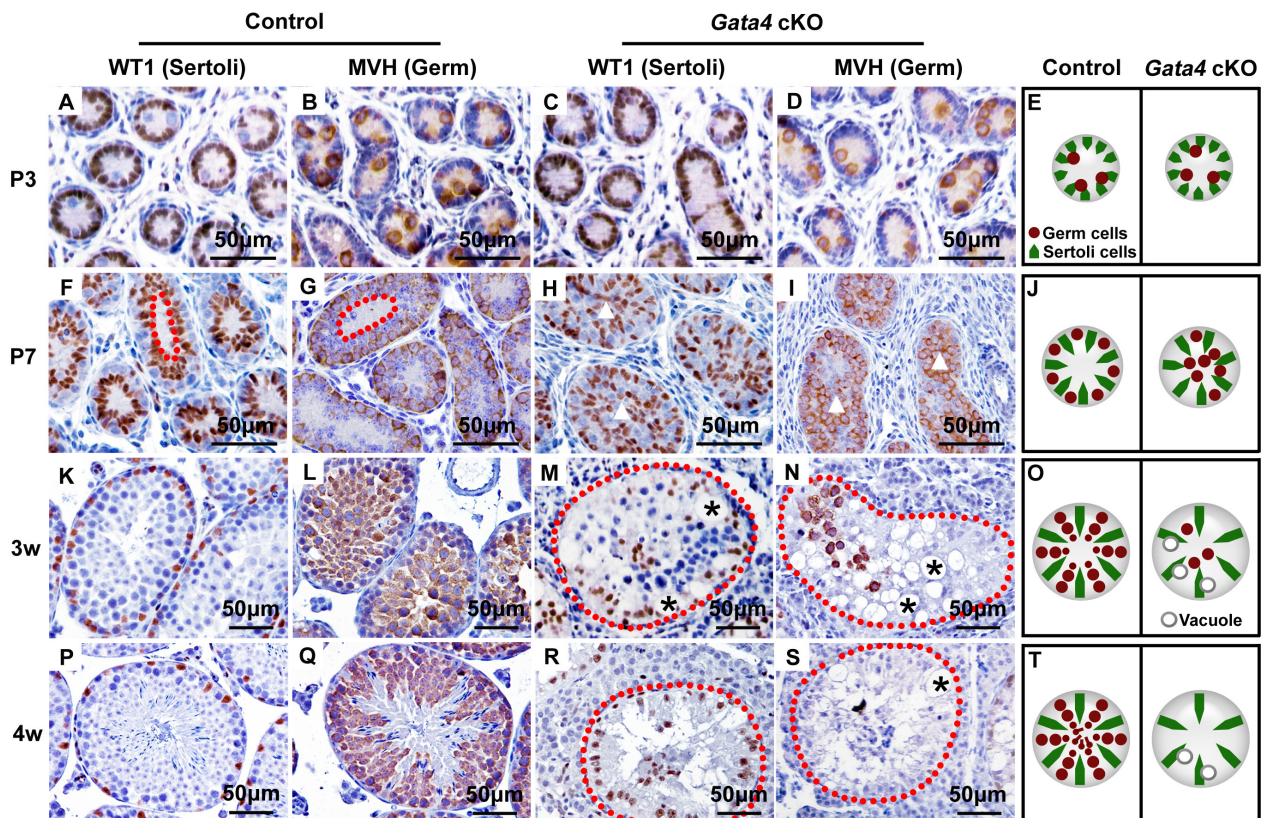 Control
Gata4 cKO
WT1 (Sertoli)
MVH (Germ)
WT1 (Sertoli)
MVH (Germ)
Control
Gata4 cKO
P3
A
50μm
B
50μm
C
50μm
D
50μm
E
Germ cells
Sertoli cells
P7
F
50μm
G
50μm
H
50μm
I
50μm
J
3w
K
50μm
L
50μm
M
*
*
50μm
N
*
*
50μm
O
Vacuole
4w
P
50μm
Q
50μm
R
50μm
S
*
50μm
T